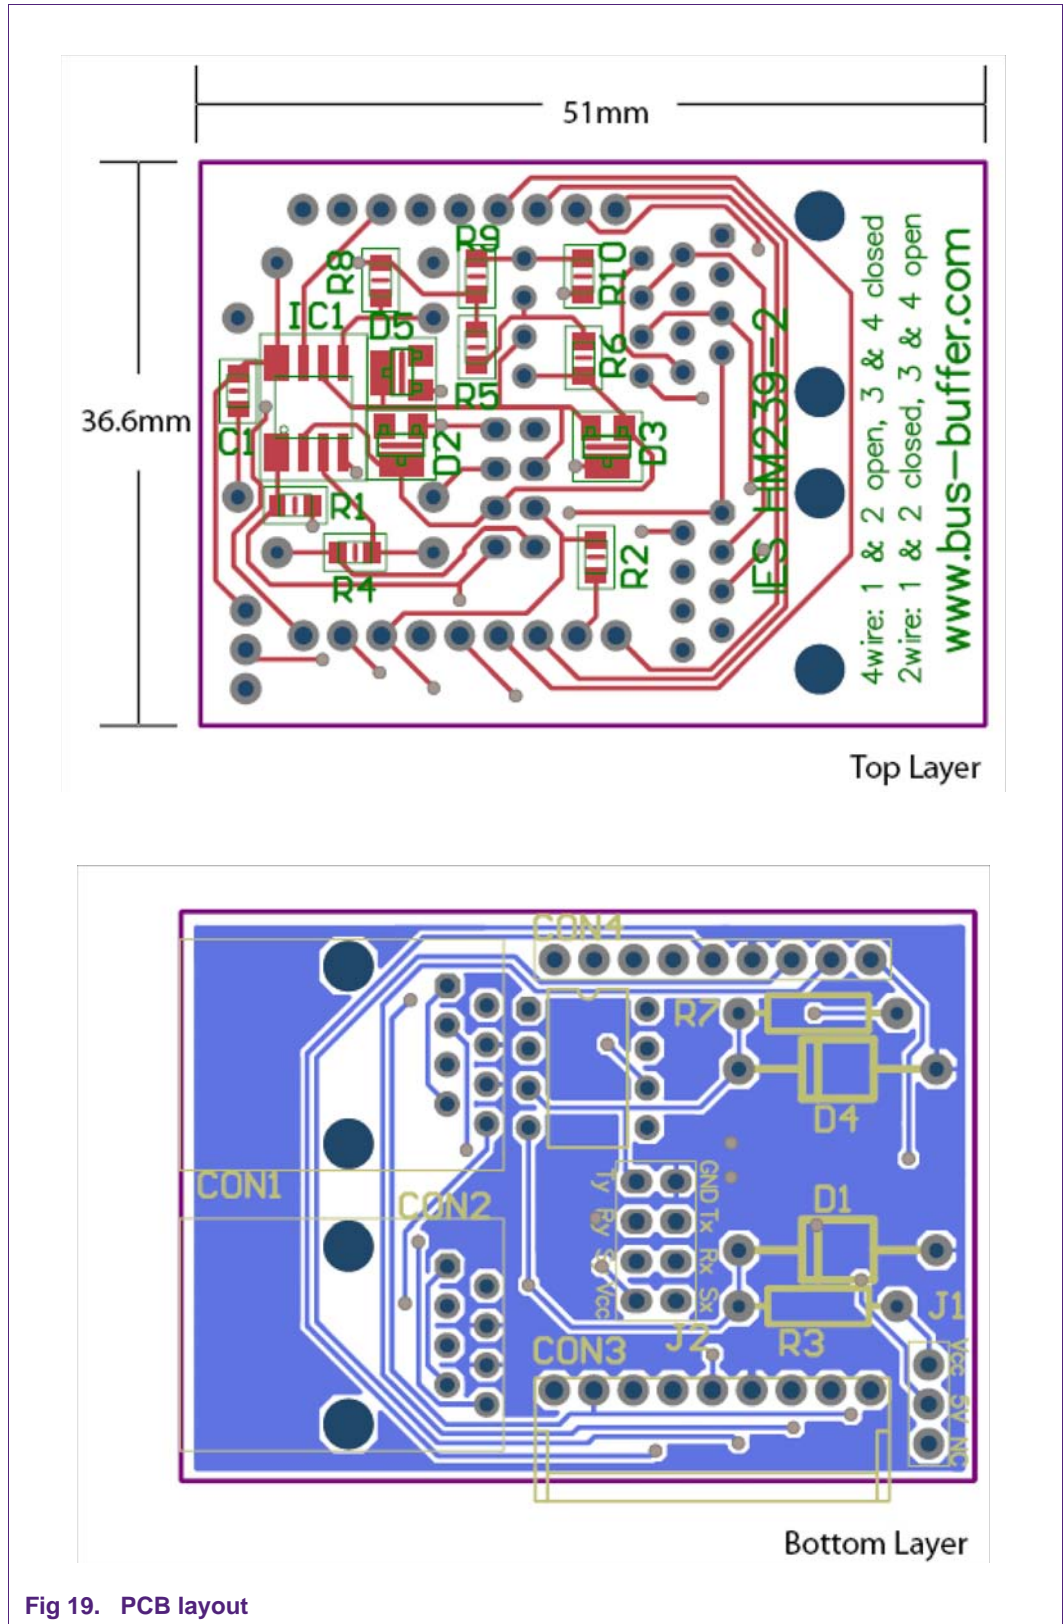 51mm
36.6mm
R8
R9
R10
IC1
D5
R5
R6
C1
D2
D3
R1
R4
R2
IES HM239-2
4wire: 1 & 2 open, 3 & 4 closed
2wire: 1 & 2 closed, 3 & 4 open
www.bus-buffer.com
Top Layer
CON4
R7
D4
CON1
CON2
Ty
Ry
Vcc
GND
Tx
Rx
Sx
D1
R3
J1
J2
CON3
Vcc
5V
NC
Bottom Layer
Fig 19. PCB layout